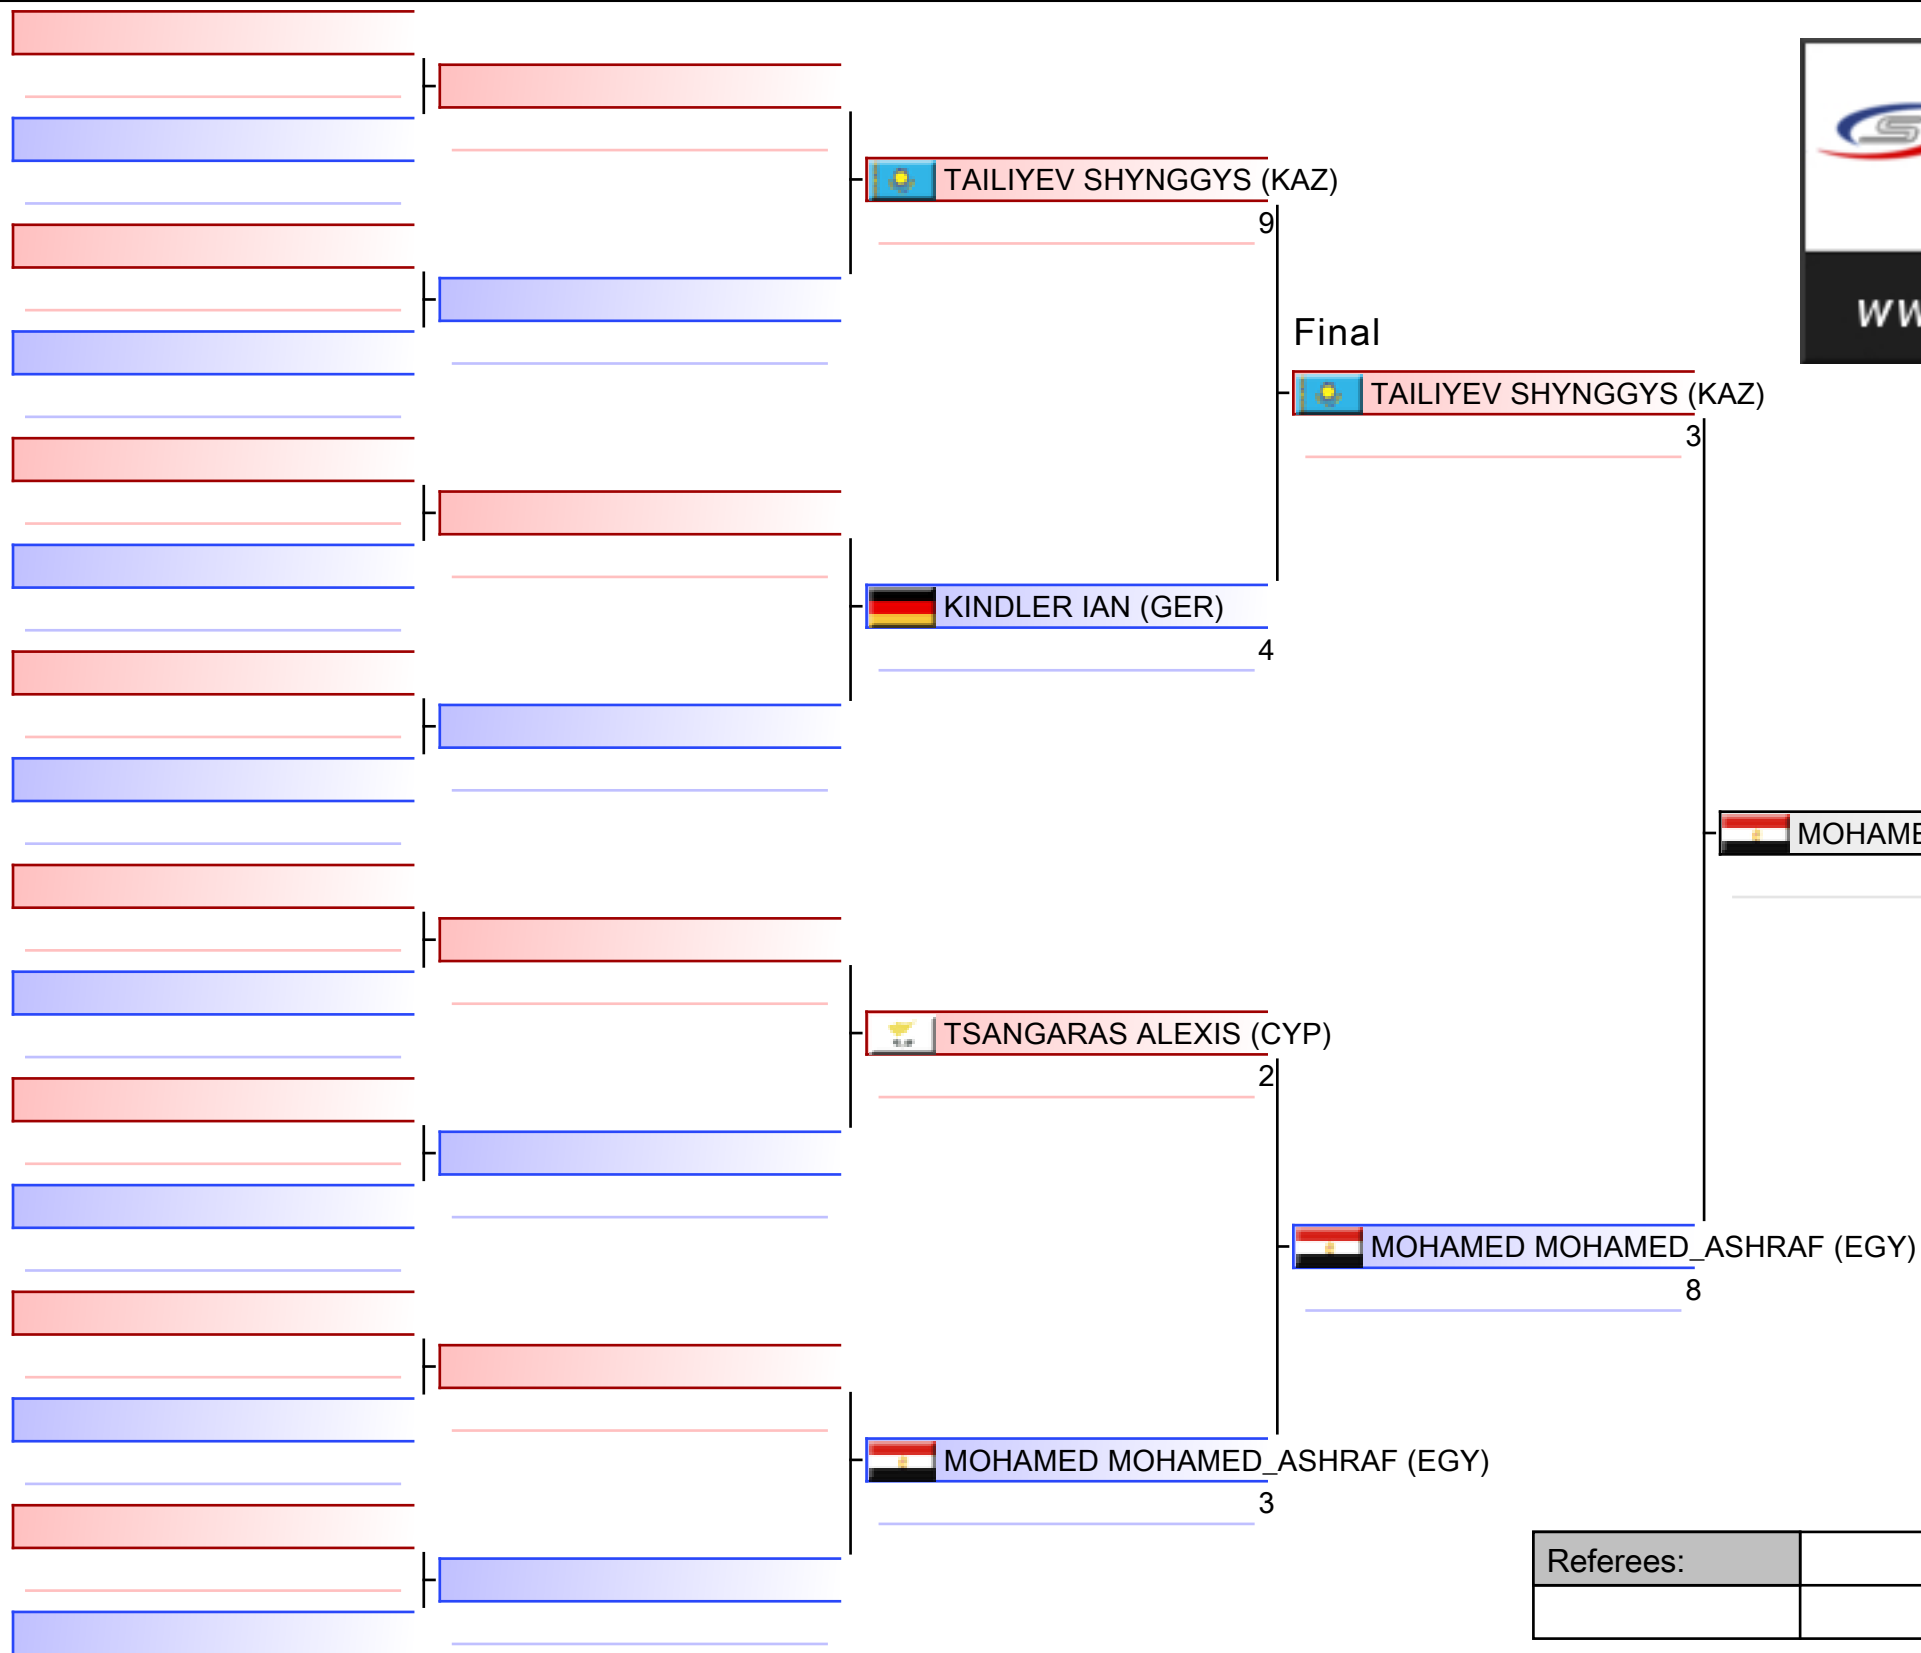 TAILIYEV SHYNGGYS (KAZ)
9
Final
TAILIYEV SHYNGGYS (KAZ)
3
KINDLER IAN (GER)
4
MOHAME
TSANGARAS ALEXIS (CYP)
2
MOHAMED MOHAMED_ASHRAF (EGY)
8
MOHAMED MOHAMED_ASHRAF (EGY)
3
Referees: